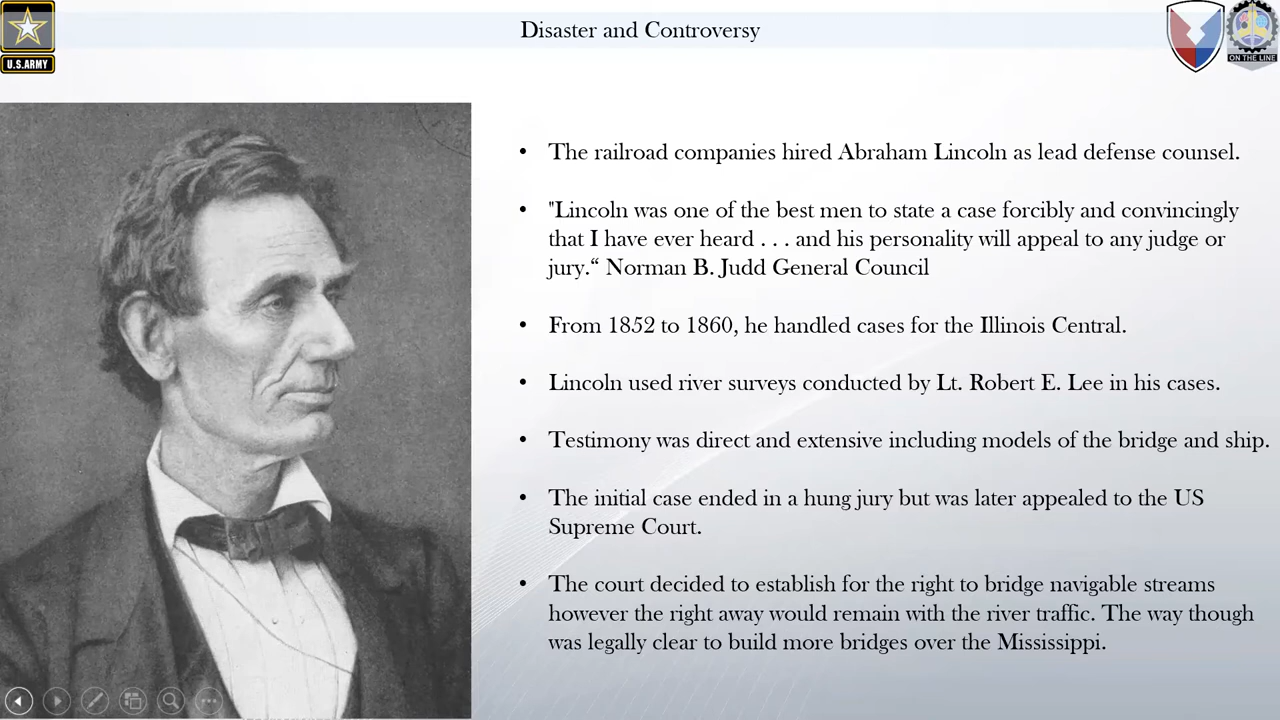 Disaster and Controversy
U.S.ARMY
ON THE LINE
• The railroad companies hired Abraham Lincoln as lead defense counsel.
• "Lincoln was one of the best men to state a case forcibly and convincingly
that I have ever heard . . . and his personality will appeal to any judge or
jury.“ Norman B. Judd General Council
• From 1852 to 1860, he handled cases for the Illinois Central.
• Lincoln used river surveys conducted by Lt. Robert E. Lee in his cases.
• Testimony was direct and extensive including models of the bridge and ship.
• The initial case ended in a hung jury but was later appealed to the US
Supreme Court.
• The court decided to establish for the right to bridge navigable streams
however the right away would remain with the river traffic. The way though
was legally clear to build more bridges over the Mississippi.